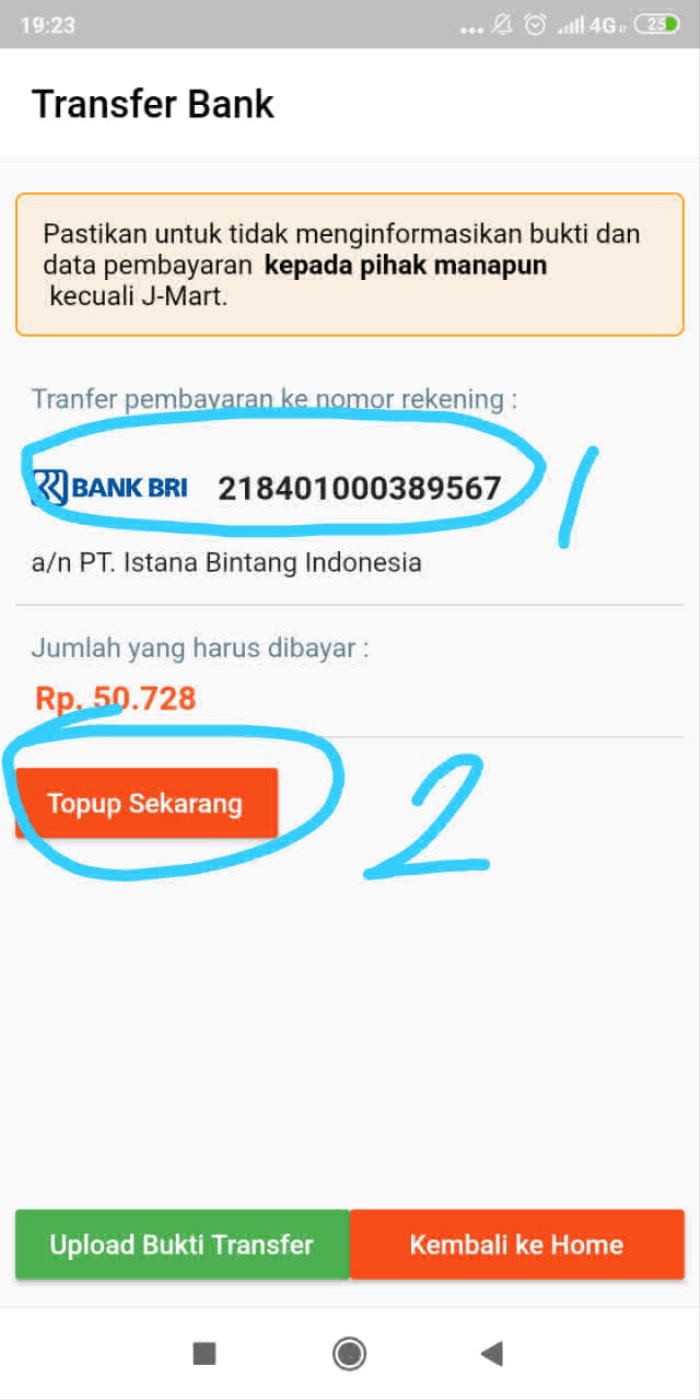 19:23 4G 25
Transfer Bank
Pastikan untuk tidak menginformasikan bukti dan
data pembayaran kepada pihak manapun
kecuali J-Mart.
Tranfer pembayaran ke nomor rekening :
BANK BRI 218401000389567
1
a/n PT. Istana Bintang Indonesia
Jumlah yang harus dibayar :
Rp. 50.728
Topup Sekarang
2
Upload Bukti Transfer Kembali ke Home